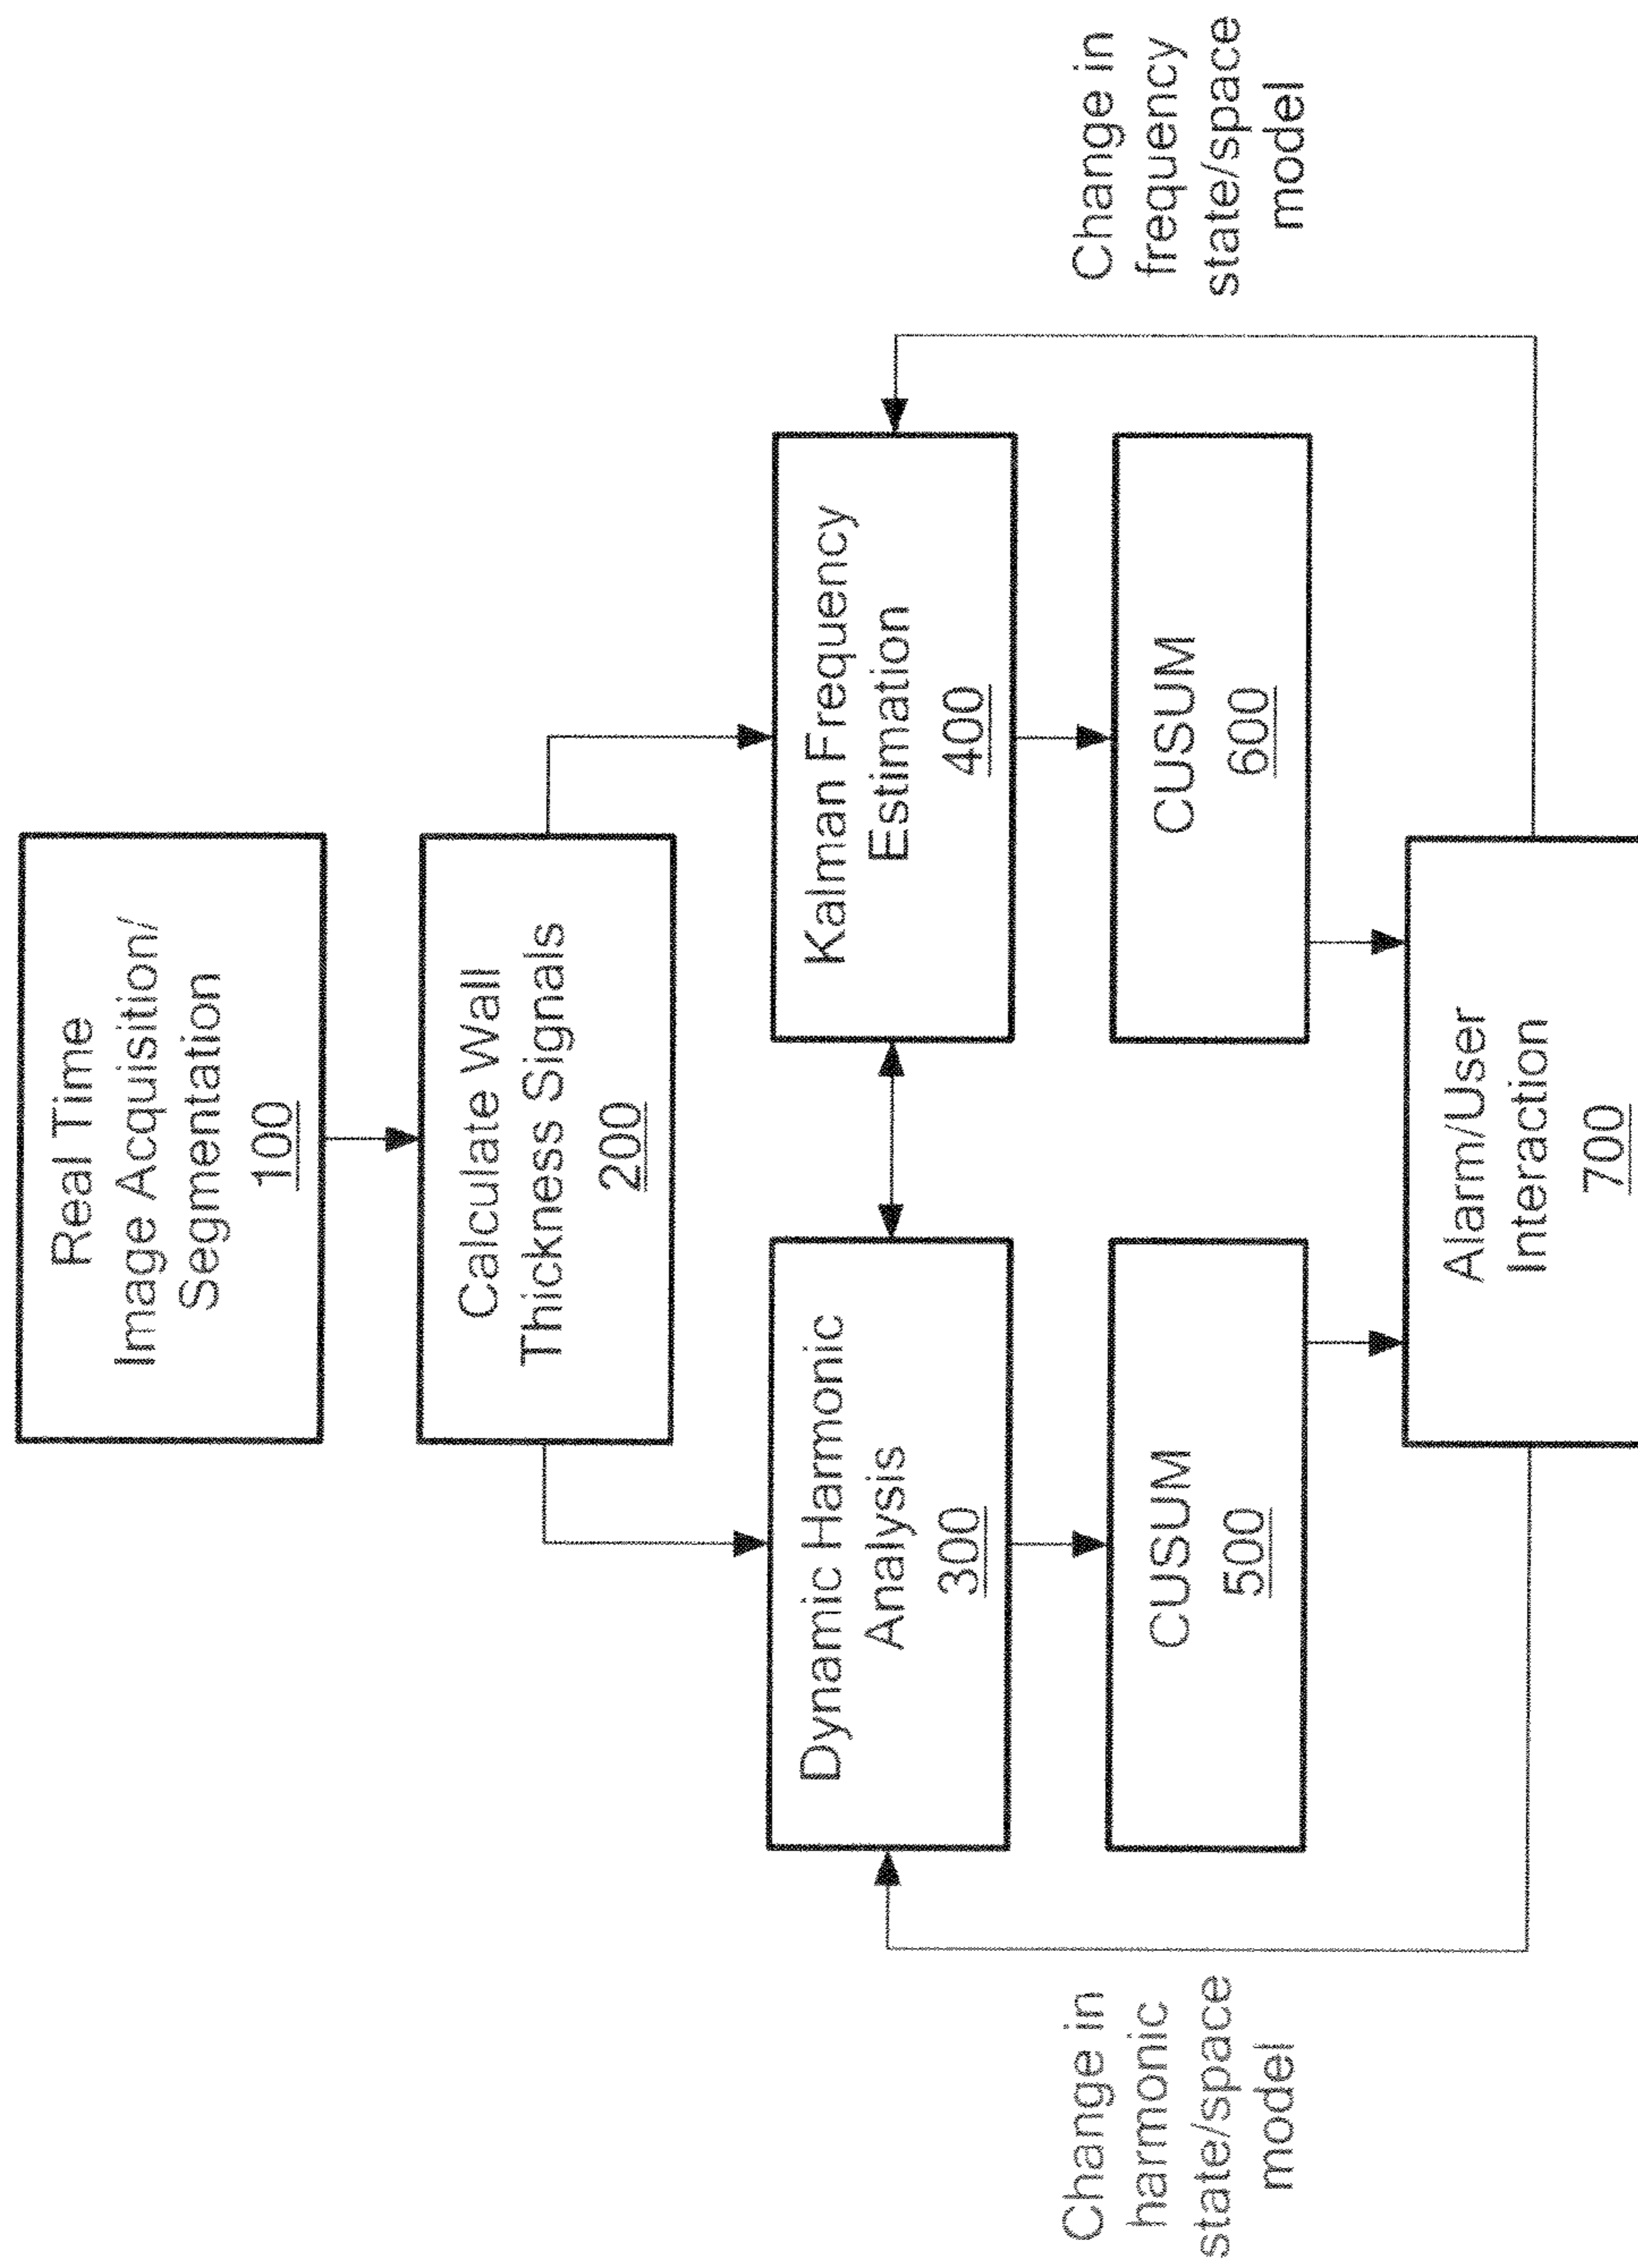 Real Time
Image Acquisition/
Segmentation
100
Calculate Wall
Thickness Signals
200
Dynamic Harmonic
Analysis
300
Kalman Frequency
Estimation
400
CUSUM
500
CUSUM
600
Change in
harmonic
state/space
model
Change in
frequency
state/space
model
Alarm/User
Interaction
700